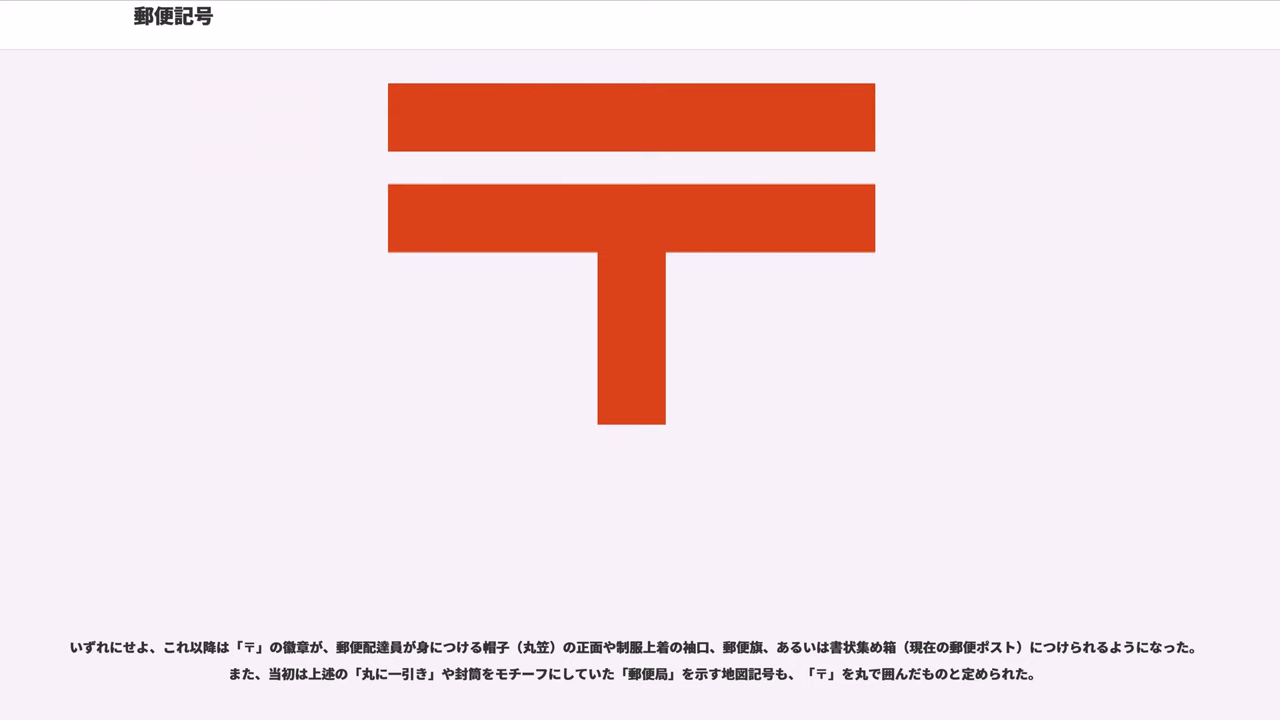 郵便記号
〒
いずれにせよ、これ以降は「〒」の徽章が、郵便配達員が身につける帽子（丸笠）の正面や制服上着の袖口、郵便旗、あるいは書状集め箱（現在の郵便ポスト）につけられるようになった。
また、当初は上述の「丸に一引き」や封筒をモチーフにしていた「郵便局」を示す地図記号も、「〒」を丸で囲んだものと定められた。